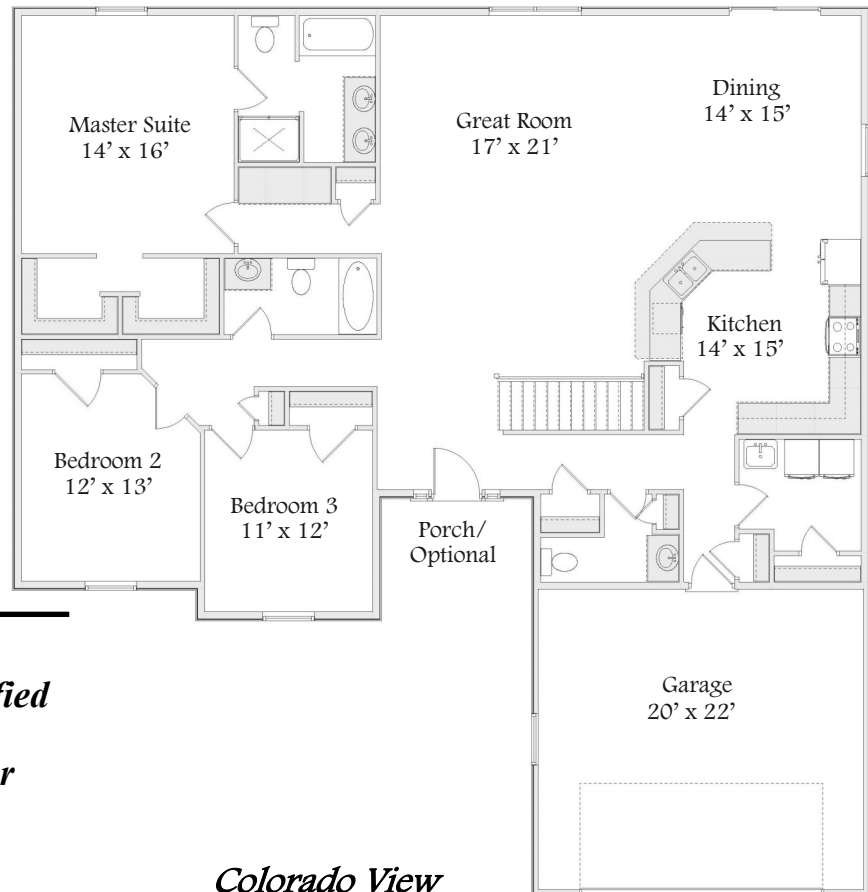 Master Suite
14’ x 16’
Great Room
17’ x 21’
Dining
14’ x 15’
Kitchen
14’ x 15’
Bedroom 2
12’ x 13’
Bedroom 3
11’ x 12’
Porch/
Optional
Garage
20’ x 22’
fied
r
Colorado View